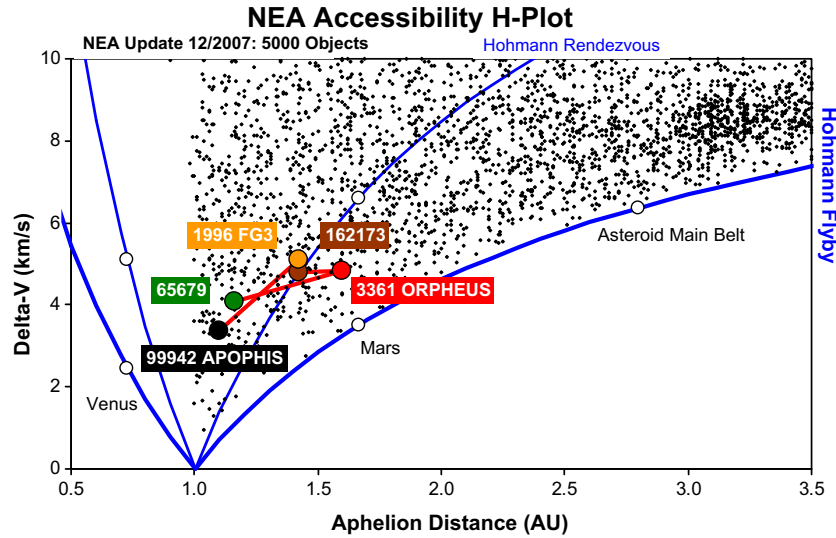 NEA Accessibility H-Plot
NEA Update 12/2007: 5000 Objects
Hohmann Rendezvous
10
8
6
4
2
0
Delta-V (km/s)
1996 FG3
162173
65679
3361 ORPHEUS
99942 APOPHIS
Venus
Mars
Asteroid Main Belt
Hohmann Flyby
0.5
1.0
1.5
2.0
2.5
3.0
3.5
Aphelion Distance (AU)